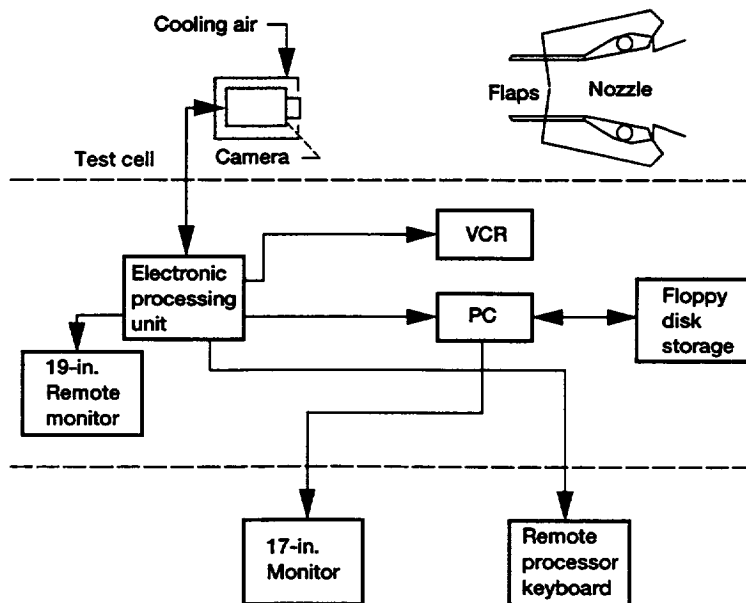 Cooling air
Flaps
Nozzle
Test cell
Camera
VCR
Electronic
processing
unit
PC
Floppy
disk
storage
19-in.
Remote
monitor
17-in.
Monitor
Remote
processor
keyboard